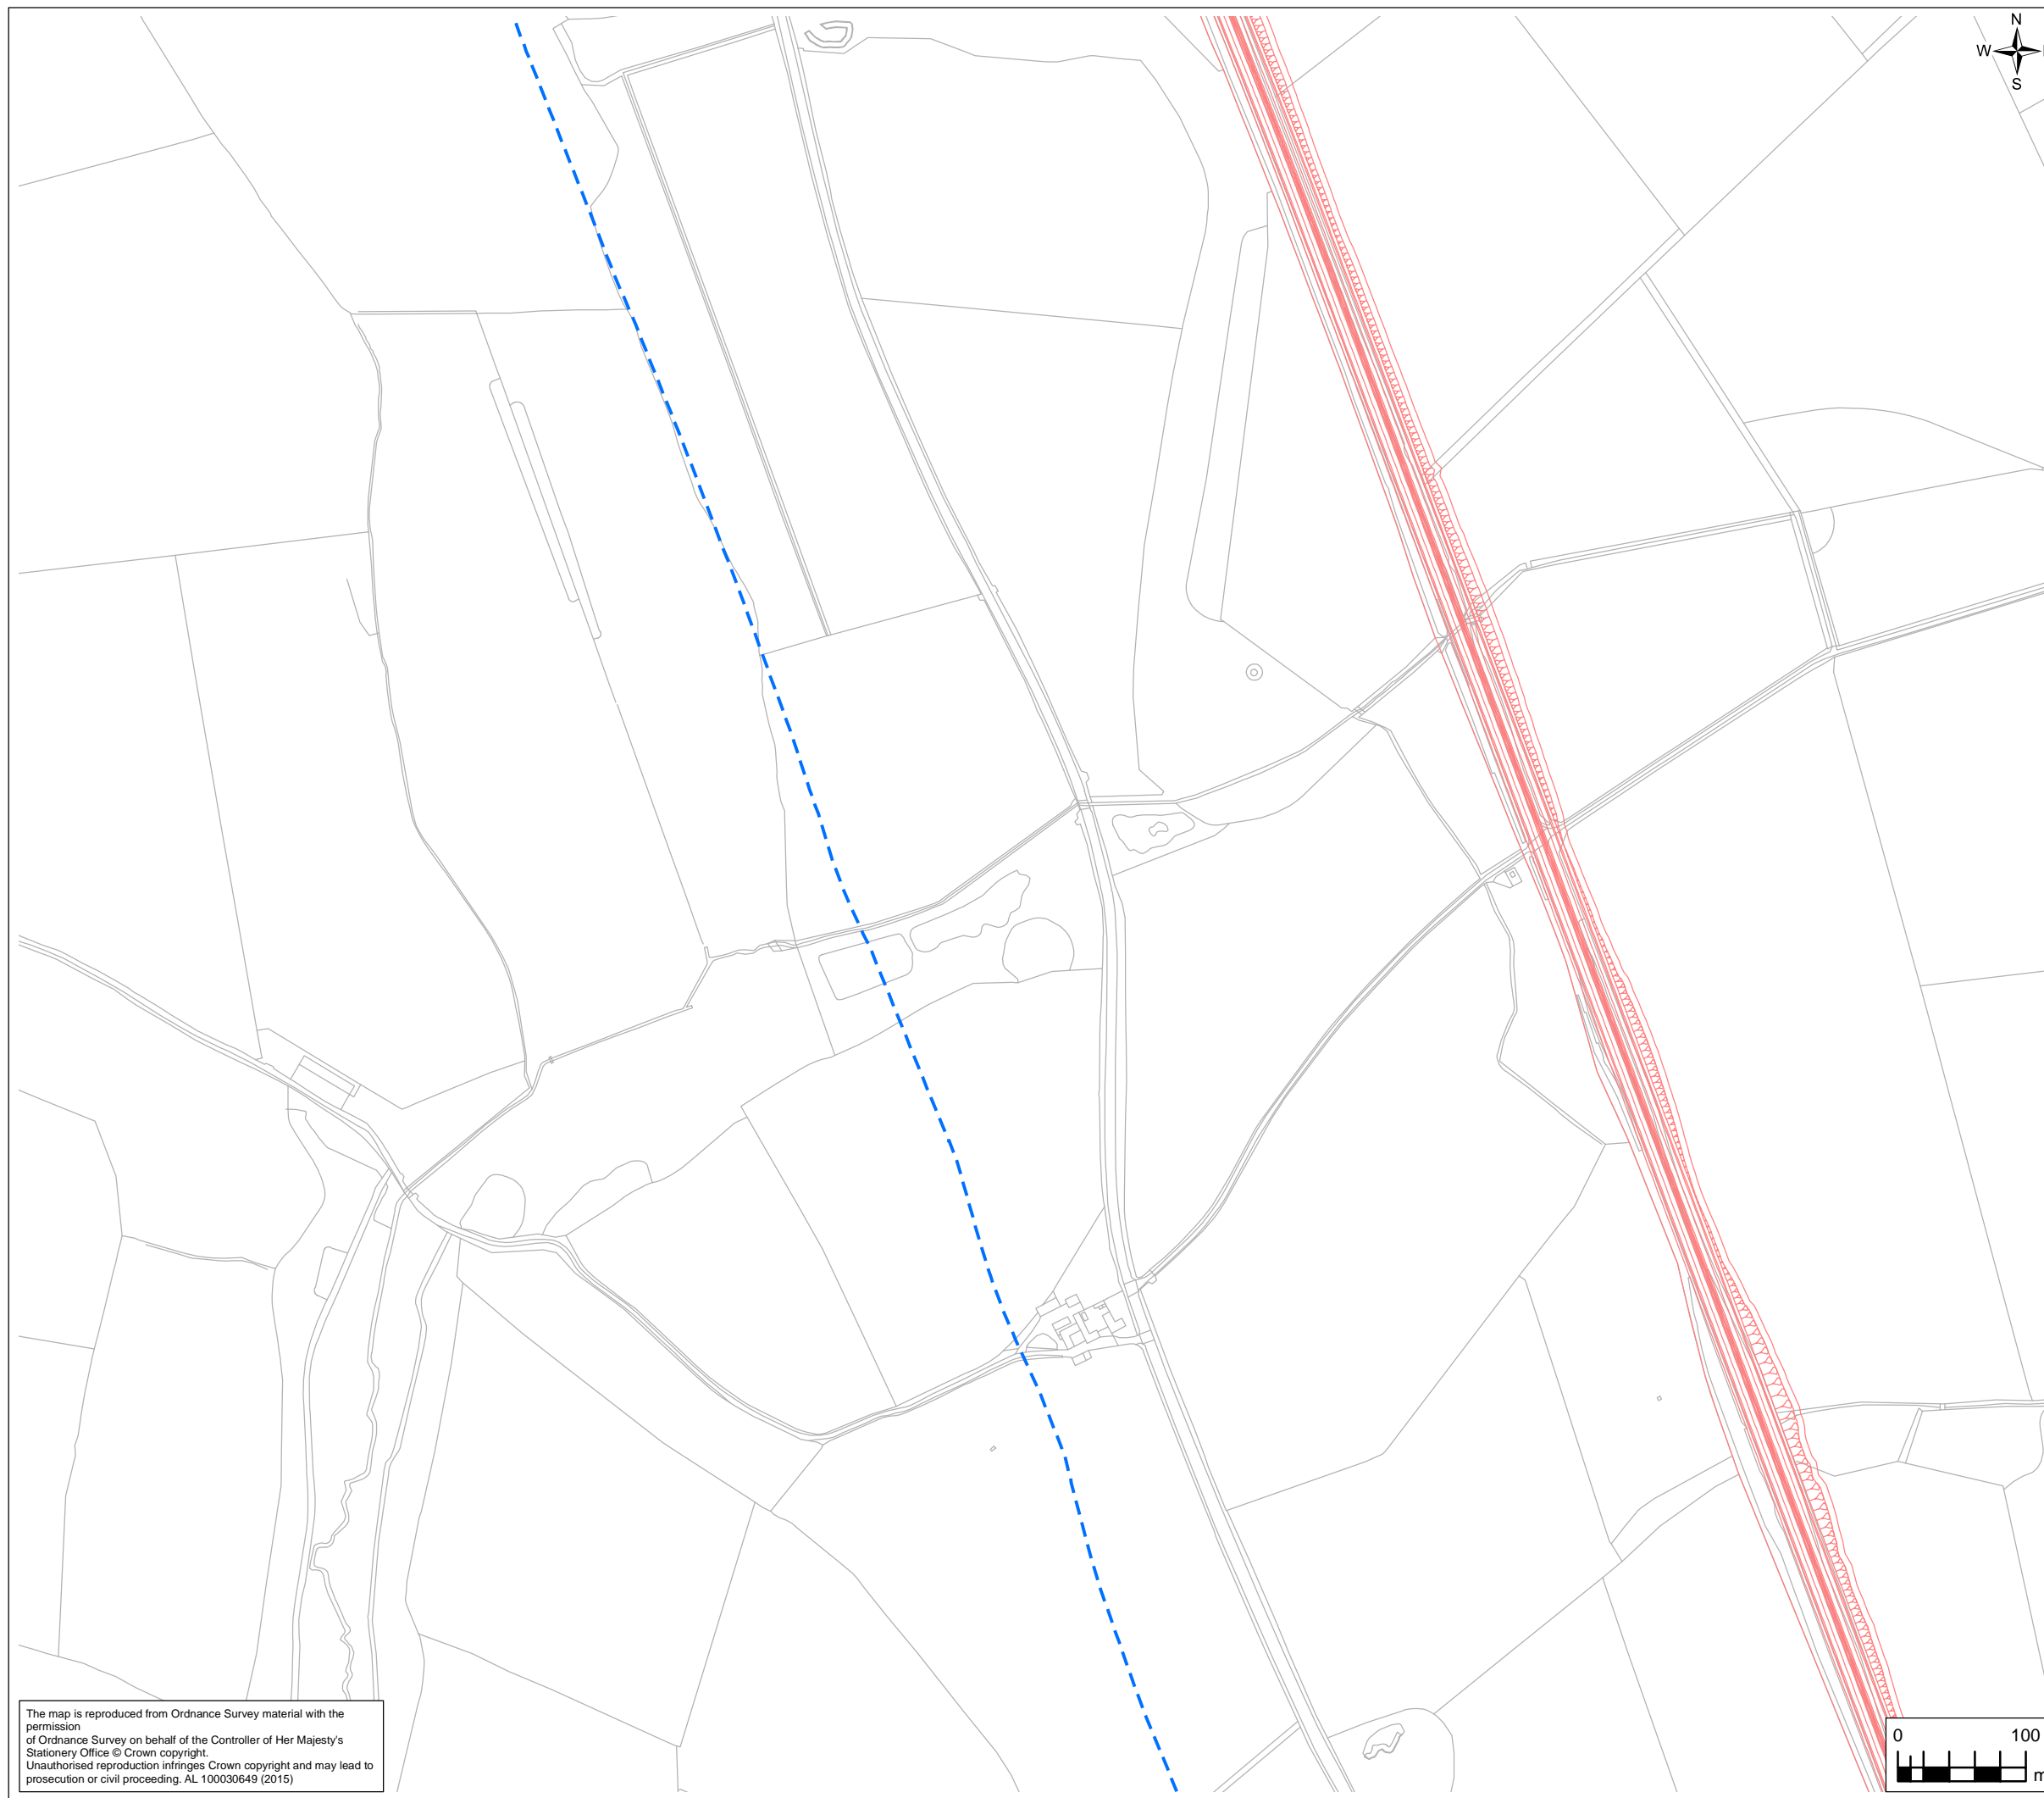 N
W
S
The map is reproduced from Ordnance Survey material with the
permission
of Ordnance Survey on behalf of the Controller of Her Majesty's
Stationery Office © Crown copyright.
Unauthorised reproduction infringes Crown copyright and may lead to
prosecution or civil proceeding. AL 100030649 (2015)
0 100
m